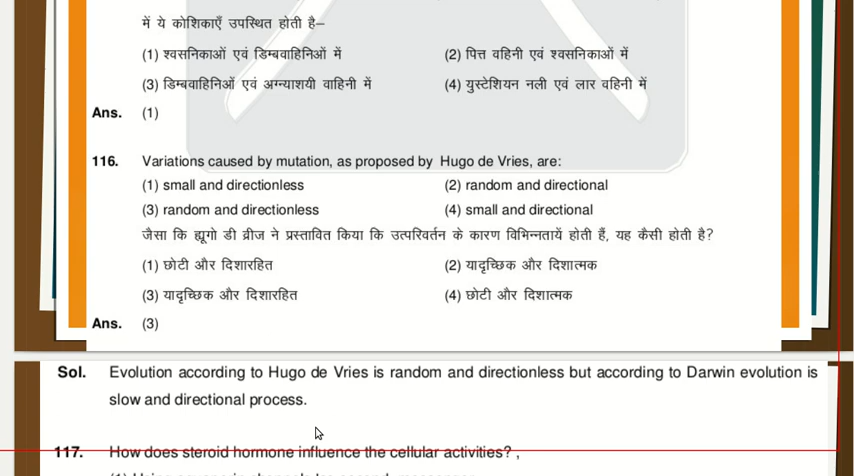 में ये कोशिकाएँ उपस्थित होती है–
(1) श्वसनिकाओं एवं डिम्बवाहिनिओं में (2) पित्त वहिनी एवं श्वसनिकाओं में
(3) डिम्बवाहिनिओं एवं अग्न्याशयी वाहिनी में (4) युस्टेशियन नली एवं लार वहिनी में
Ans. (1)
116. Variations caused by mutation, as proposed by Hugo de Vries, are:
(1) small and directionless (2) random and directional
(3) random and directionless (4) small and directional
जैसा कि ह्यूगो डी व्रीज ने प्रस्तावित किया कि उत्परिवर्तन के कारण विभिन्नतायें होती हैं, यह कैसी होती है?
(1) छोटी और दिशारहित (2) यादृच्छिक और दिशात्मक
(3) यादृच्छिक और दिशारहित (4) छोटी और दिशात्मक
Ans. (3)
Sol. Evolution according to Hugo de Vries is random and directionless but according to Darwin evolution is
slow and directional process.
117. How does steroid hormone influence the cellular activities? ,